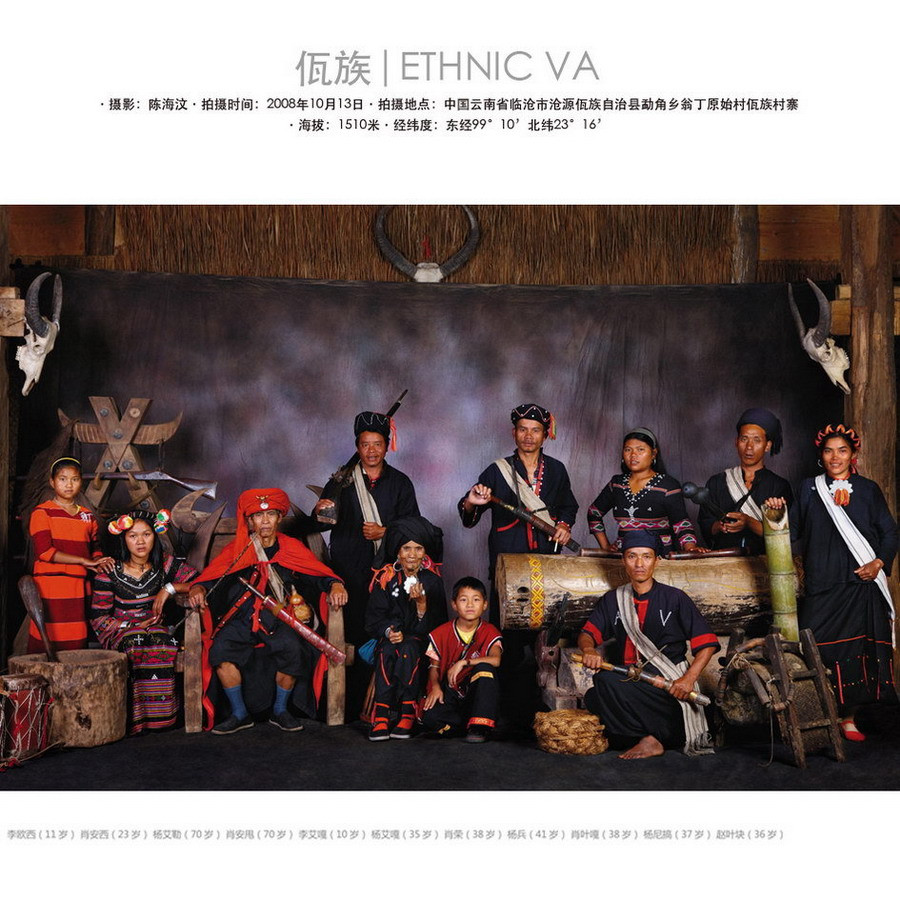 佤族 | ETHNIC VA
·摄影：陈海汶·拍摄时间：2008年10月13日·拍摄地点：中国云南省临沧市沧源佤族自治县勐角乡翁丁原始村佤族村寨
·海拔：1510米·经纬度：东经99°10′北纬23°16′
李欧西（11岁）肖安西（23岁）杨艾勒（70岁）肖安甩（70岁）李艾嘎（10岁）杨艾嘎（35岁）肖荣（38岁）杨兵（41岁）肖叶嘎（38岁）杨尼搞（37岁）赵叶块（36岁）